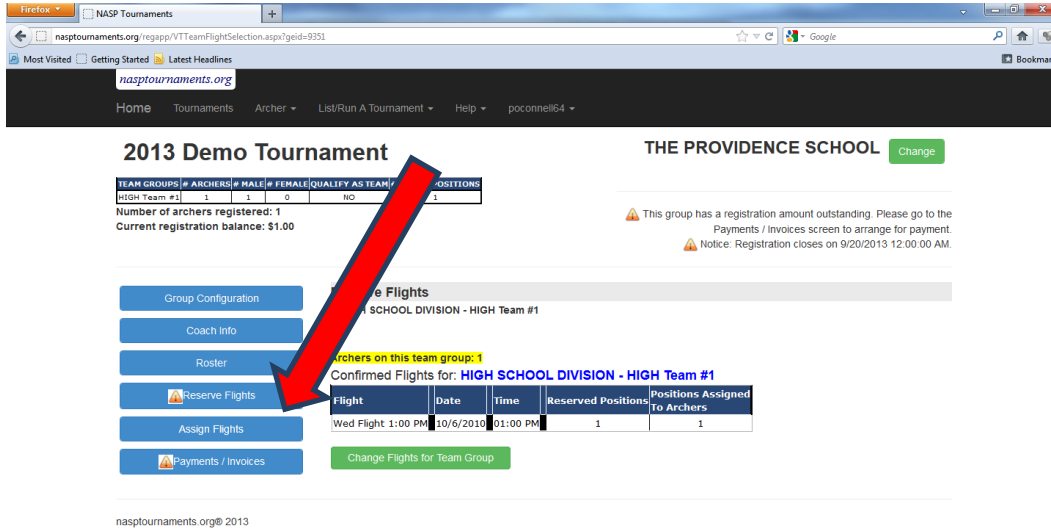 Firefox
NASP Tournaments
+
nasptournaments.org/regapp/VTTeamFlightSelection.aspx?geid=9351
Google
Most Visited Getting Started Latest Headlines
nasptournaments.org
Home Tournaments Archer List/Run A Tournament Help poconnell64
2013 Demo Tournament
THE PROVIDENCE SCHOOL Change
TEAM GROUPS # ARCHERS # MALE # FEMALE QUALIFY AS TEAM
HIGH Team #1 1 1 0 NO 1
Number of archers registered: 1
Current registration balance: $1.00
This group has a registration amount outstanding. Please go to the
Payments / Invoices screen to arrange for payment.
Notice: Registration closes on 9/20/2013 12:00:00 AM.
Group Configuration
Coach Info
Roster
Reserve Flights
Assign Flights
Payments / Invoices
Flights
SCHOOL DIVISION - HIGH Team #1
Archers on this team group: 1
Confirmed Flights for: HIGH SCHOOL DIVISION - HIGH Team #1
Flight Date Time Reserved Positions Positions Assigned
To Archers
Wed Flight 1:00 PM 10/6/2010 01:00 PM 1 1
Change Flights for Team Group
nasptournaments.org® 2013